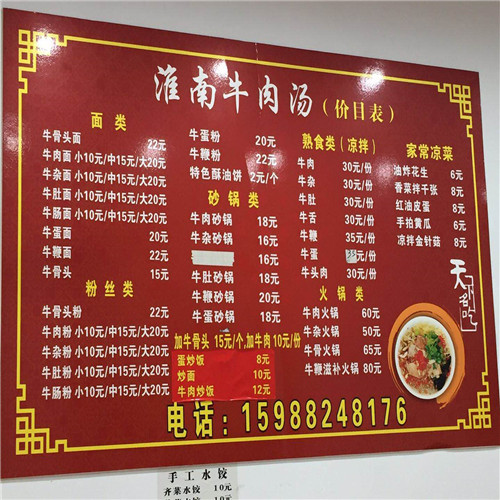 淮南牛肉汤(价目表)
面 类
牛骨头面 22元
牛肉面 小10元/中15元/大20元
牛杂面 小10元/中15元/大20元
牛肚面 小10元/中15元/大20元
牛肠面 小10元/中15元/大20元
牛蛋面 20元
牛鞭面 22元
牛骨头 15元
粉 丝 类
牛骨头粉 22元
牛肉粉 小10元/中15元/大20元
牛杂粉 小10元/中15元/大20元
牛肚粉 小10元/中15元/大20元
牛肠粉 小10元/中15元/大20元
牛蛋粉 20元
牛鞭粉 22元
特色酥油饼 2元/个
砂 锅 类
牛肉砂锅 18元
牛杂砂锅 16元
16元
牛肚砂锅 18元
牛鞭砂锅 20元
牛蛋砂锅 18元
加牛骨头 15元/个,加牛肉10元/份
蛋炒饭 8元
炒面 10元
牛肉炒饭 12元
熟食类(凉拌)
牛肉 30元/份
牛杂 30元/份
牛肚 30元/份
牛舌 30元/份
牛鞭 35元/份
牛蛋 元/份
牛头肉 30元/份
火 锅 类
牛肉火锅 60元
牛杂火锅 50元
牛骨火锅 65元
牛鞭滋补火锅 80元
家常凉菜
油炸花生 6元
香菜拌干张 8元
红油皮蛋 8元
手拍黄瓜 6元
凉拌金针菇 8元
天下名吃
电话:15988248176
手 工 水 饺
齐菜水饺 10元
10元